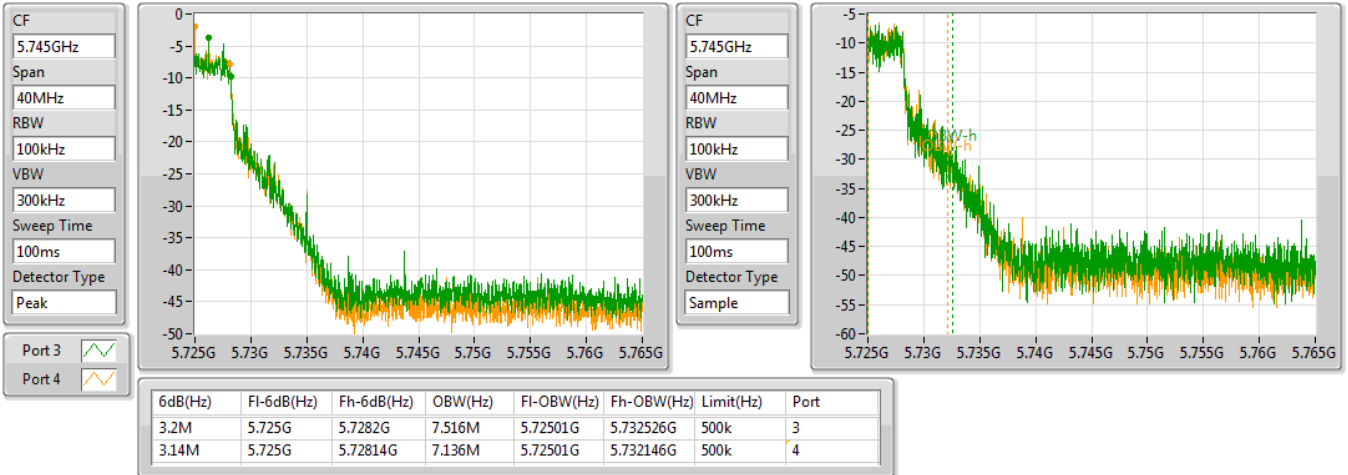 CF
5.745GHz
Span
40MHz
RBW
100kHz
VBW
300kHz
Sweep Time
100ms
Detector Type
Peak
0
-5
-10
-15
-20
-25
-30
-35
-40
-45
-50
5.725G 5.73G 5.735G 5.74G 5.745G 5.75G 5.755G 5.76G 5.765G
CF
5.745GHz
Span
40MHz
RBW
100kHz
VBW
300kHz
Sweep Time
100ms
Detector Type
Sample
-5
-10
-15
-20
-25
-30
-35
-40
-45
-50
-55
-60
OBW-h
OBW-h
5.725G 5.73G 5.735G 5.74G 5.745G 5.75G 5.755G 5.76G 5.765G
Port 3
Port 4
6dB(Hz) Fl-6dB(Hz) Fh-6dB(Hz) OBW(Hz) Fl-OBW(Hz) Fh-OBW(Hz) Limit(Hz) Port
3.2M 5.725G 5.7282G 7.516M 5.72501G 5.732526G 500k 3
3.14M 5.725G 5.72814G 7.136M 5.72501G 5.732146G 500k 4